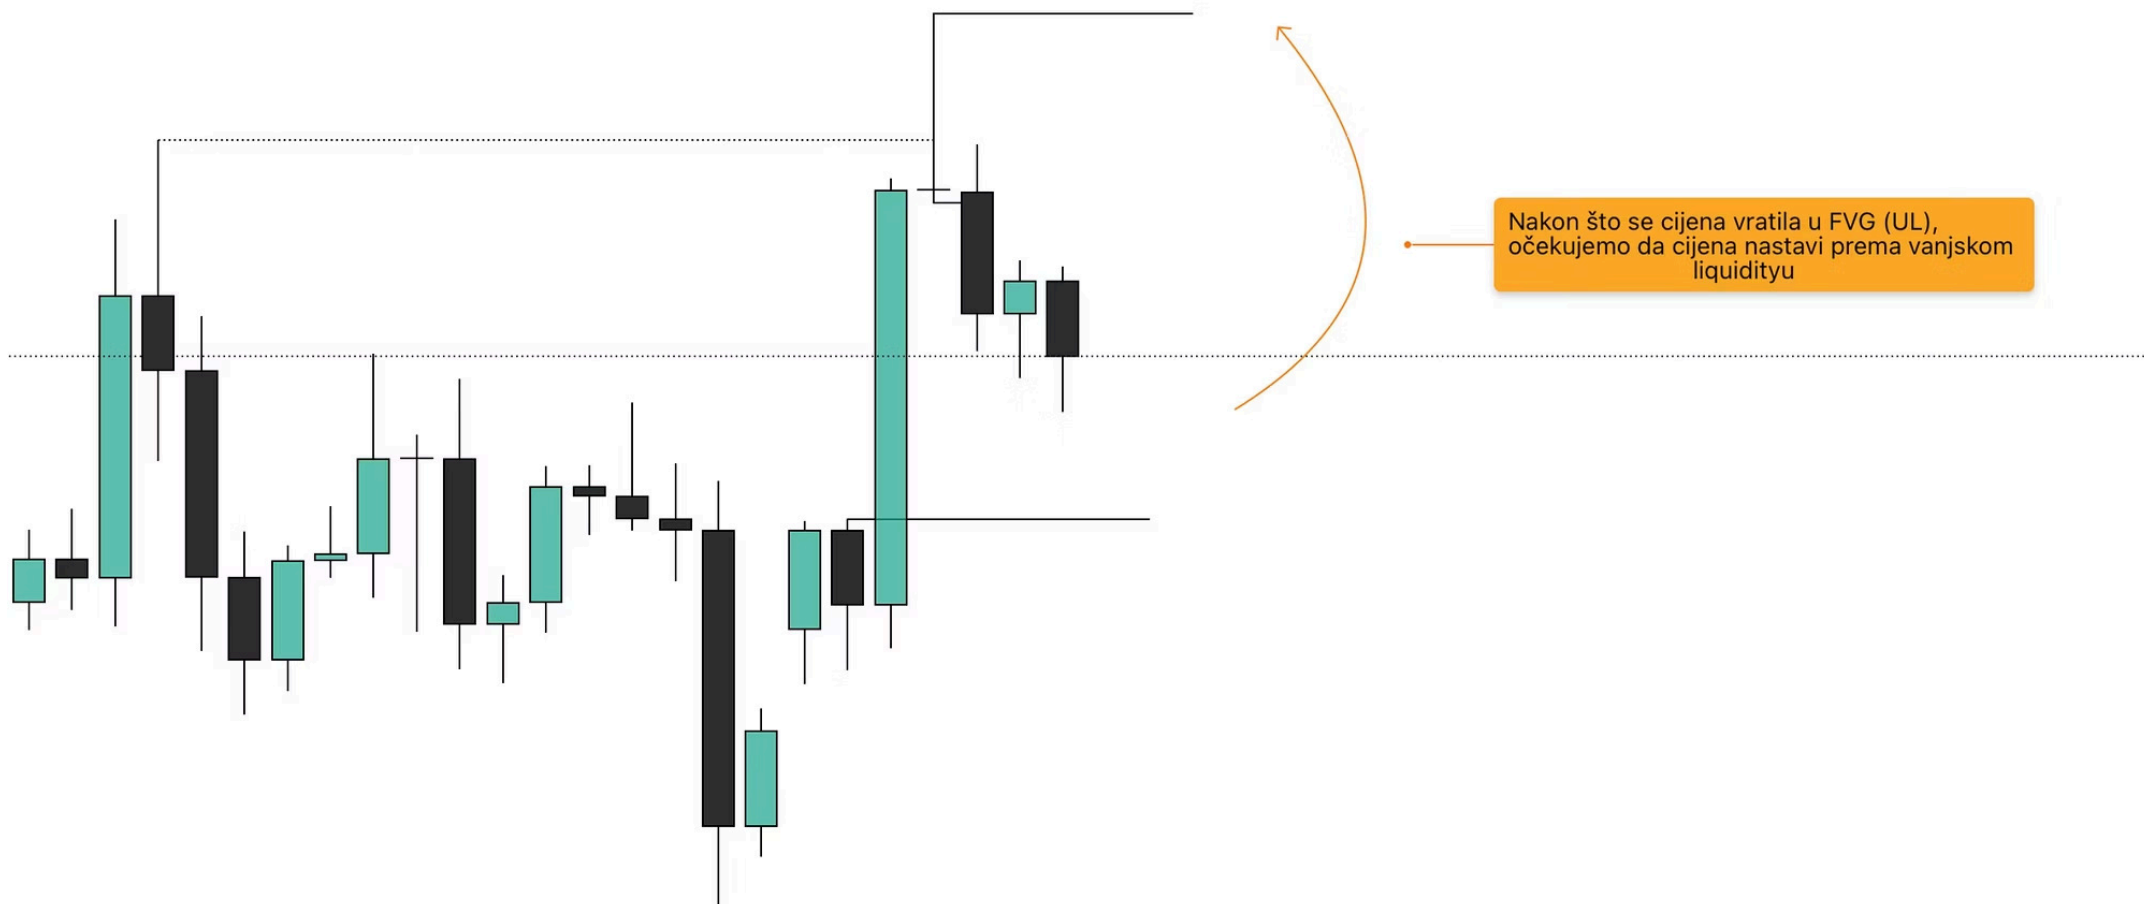 Nakon što se cijena vratila u FVG (UL),
očekujemo da cijena nastavi prema vanjskom
liquidityu